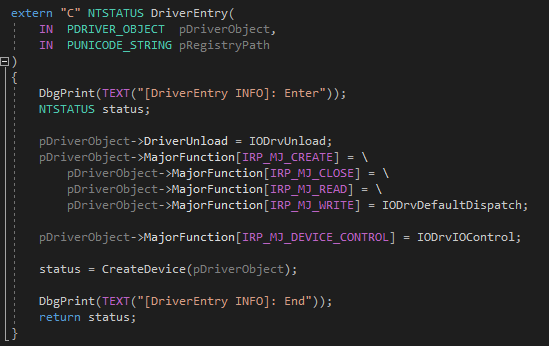 extern "C" NTSTATUS DriverEntry(
    IN  PDRIVER_OBJECT  pDriverObject,
    IN  PUNICODE_STRING pRegistryPath
)
{
    DbgPrint(TEXT("[DriverEntry INFO]: Enter"));
    NTSTATUS status;

    pDriverObject->DriverUnload = IODrvUnload;
    pDriverObject->MajorFunction[IRP_MJ_CREATE] = \
        pDriverObject->MajorFunction[IRP_MJ_CLOSE] = \
        pDriverObject->MajorFunction[IRP_MJ_READ] = \
        pDriverObject->MajorFunction[IRP_MJ_WRITE] = IODrvDefaultDispatch;

    pDriverObject->MajorFunction[IRP_MJ_DEVICE_CONTROL] = IODrvIOControl;

    status = CreateDevice(pDriverObject);

    DbgPrint(TEXT("[DriverEntry INFO]: End"));
    return status;
}